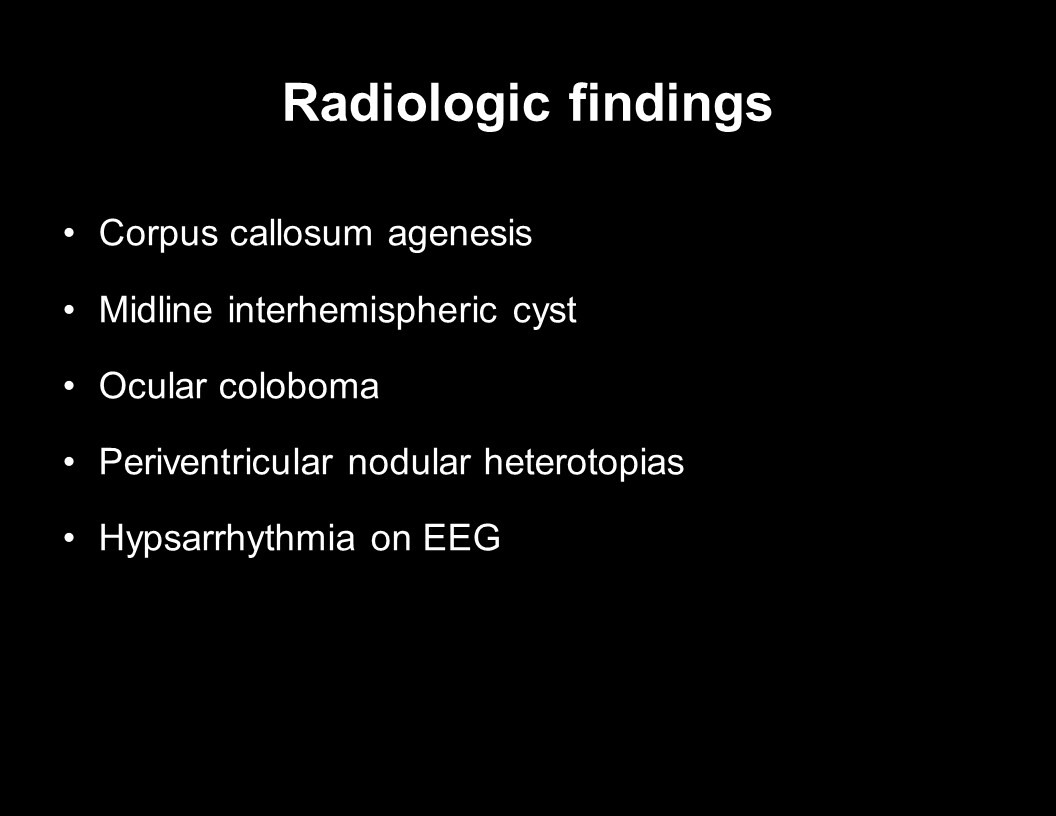 Radiologic findings
• Corpus callosum agenesis
• Midline interhemispheric cyst
• Ocular coloboma
• Periventricular nodular heterotopias
• Hypsarrhythmia on EEG